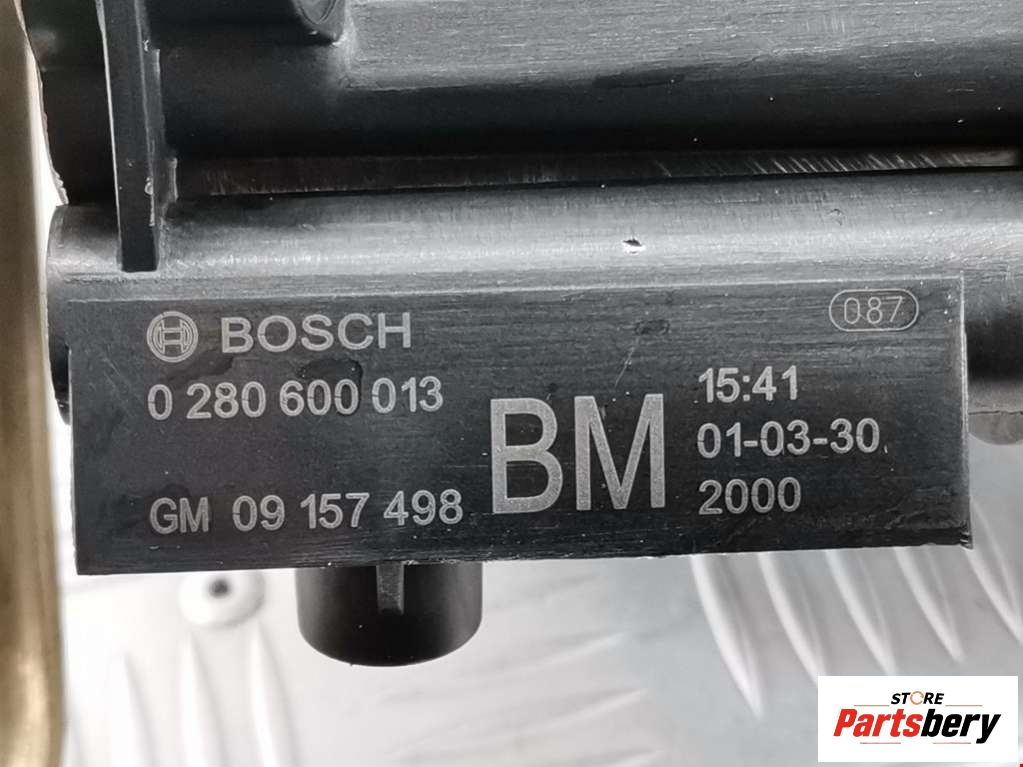 087
BOSCH
0 280 600 013
15:41
BM
01-03-30
GM 09 157 498
2000
STORE
Partsbery